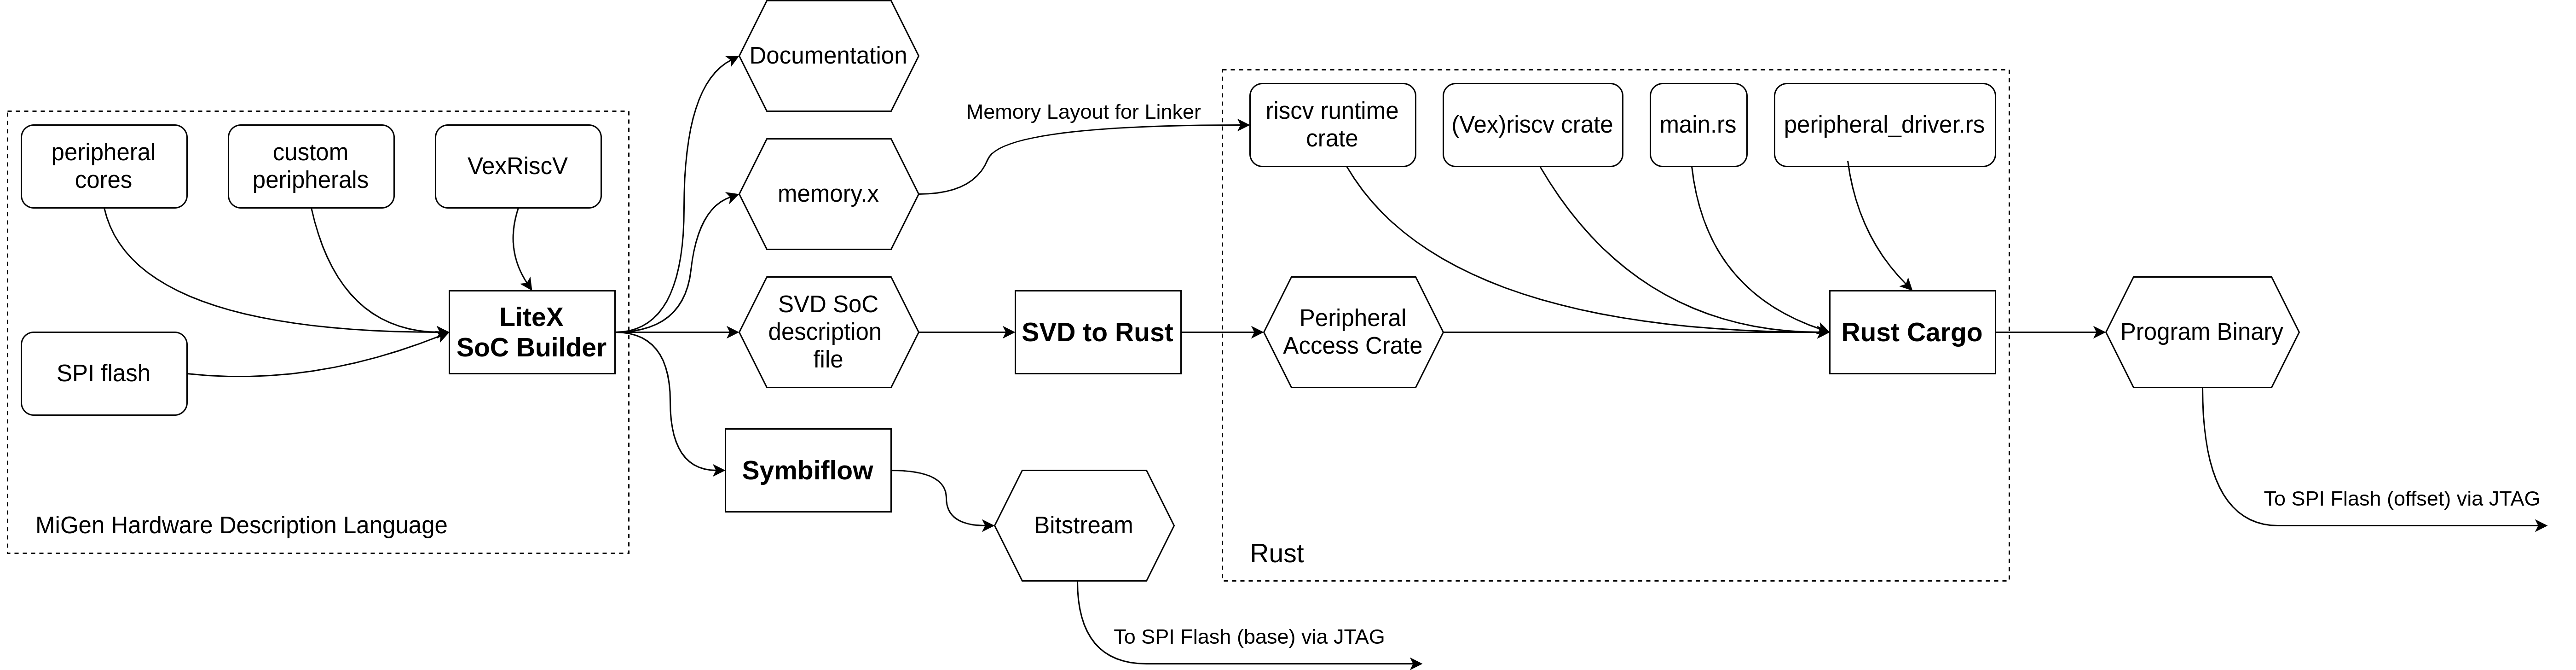 Documentation
Memory Layout for Linker
riscv runtime
crate
(Vex)riscv crate
main.rs
peripheral_driver.rs
peripheral
cores
custom
peripherals
VexRiscV
memory.x
LiteX
SoC Builder
SVD SoC
description
file
SVD to Rust
Peripheral
Access Crate
Rust Cargo
Program Binary
SPI flash
Symbiflow
Bitstream
MiGen Hardware Description Language
Rust
To SPI Flash (offset) via JTAG
To SPI Flash (base) via JTAG